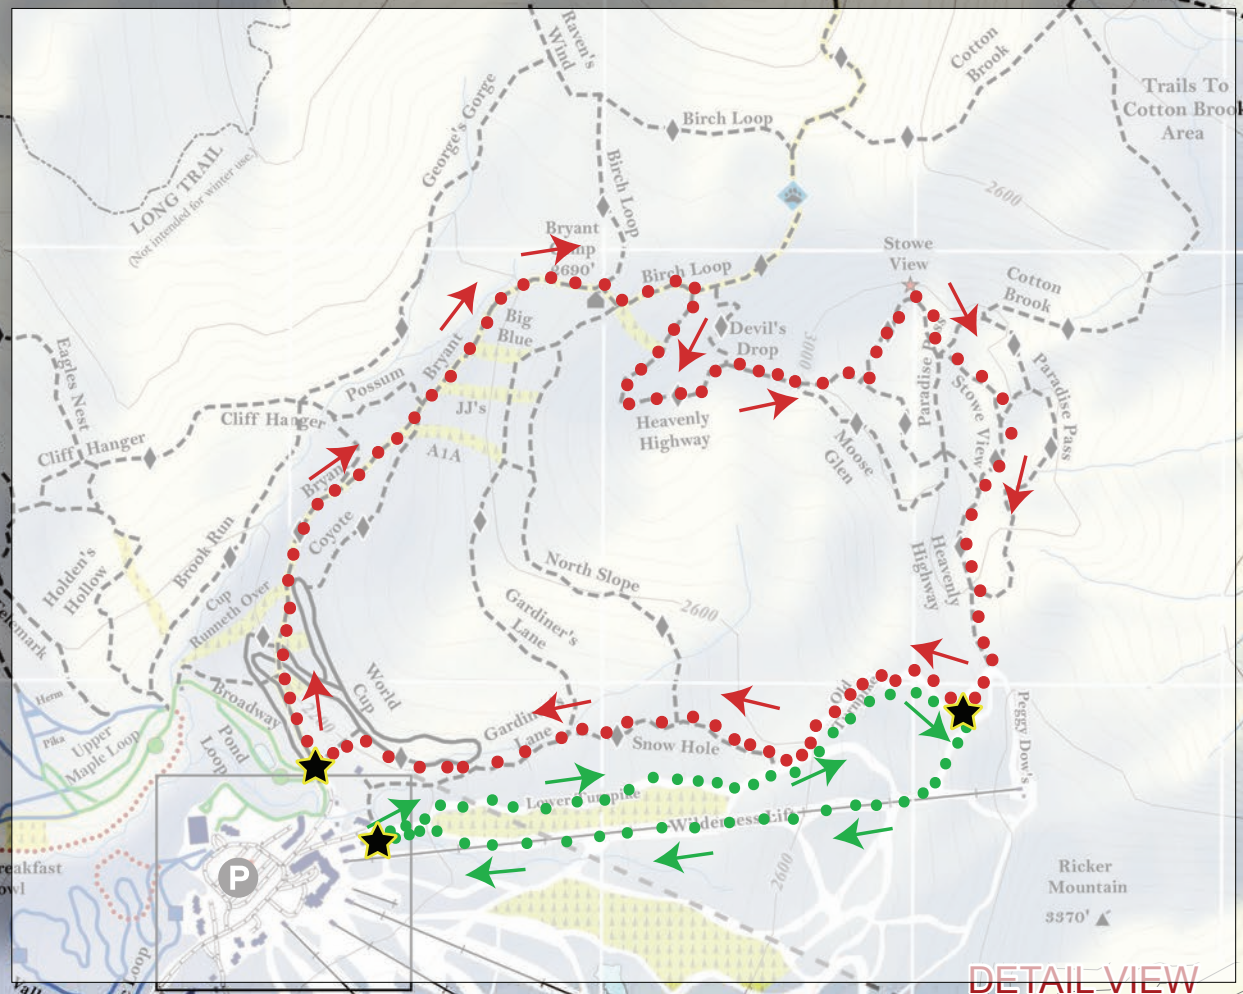 Raven's
Wind
Cotton
Brook
Trails To
Cotton Brook
Area
George's Gorge
Birch Loop
LONG TRAIL
(Not intended for winter use.)
Birch Loop
2600
Bryant
Camp
2690'
Birch Loop
Stowe
View
Cotton
Brook
Big
Blue
Devil's
Drop
3000
Paradise Pass
Eagles Nest
Bryant
Possum
Stowe View
Paradise Pass
JJ's
Cliff Hanger
Heavenly
Highway
Cliff Hanger
A1A
Moose
Glen
Bryant
Coyote
Brook Run
Heavenly
Highway
Holden's
Hollow
Cup
Runneth Over
North Slope
Gardiner's
Lane
2600
Telemark
World
Cup
Old
Turnpike
Herm
Broadway
Peggy Dow's
Pika
Upper
Maple Loop
Pond
Loop
Gardiner's
Lane
Snow Hole
Lower Turnpike
Wilderness Lift
2600
Ricker
Mountain
3370'
P
Loop
DETAIL VIEW